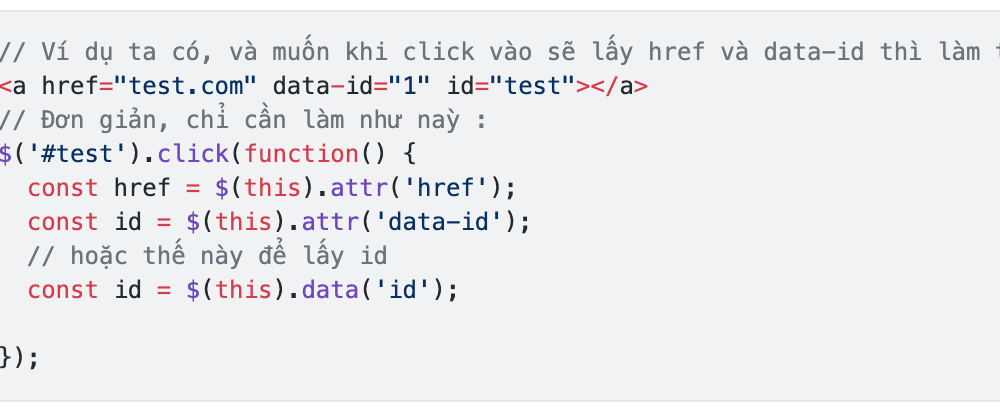 // Ví dụ ta có, và muốn khi click vào sẽ lấy href và data-id thì làm
<a href="test.com" data-id="1" id="test"></a>
// Đơn giản, chỉ cần làm như naỳ :
$('#test').click(function() {
  const href = $(this).attr('href');
  const id = $(this).attr('data-id');
  // hoặc thế này để lấy id
  const id = $(this).data('id');
});